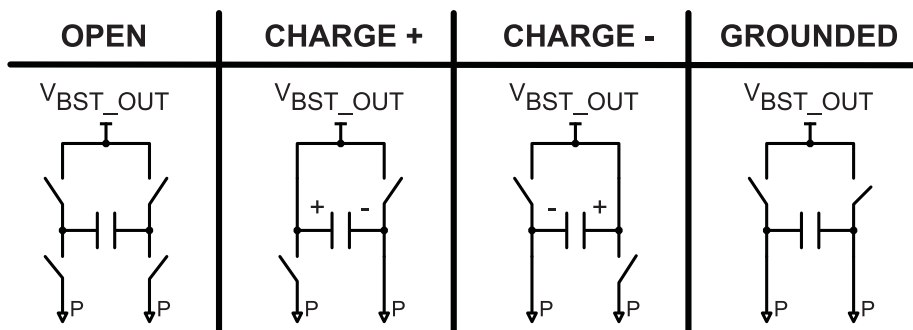 OPEN
CHARGE +
CHARGE -
GROUNDED
VBST_OUT
VBST_OUT
VBST_OUT
VBST_OUT
+ -
- +
P P
P P
P P
P P